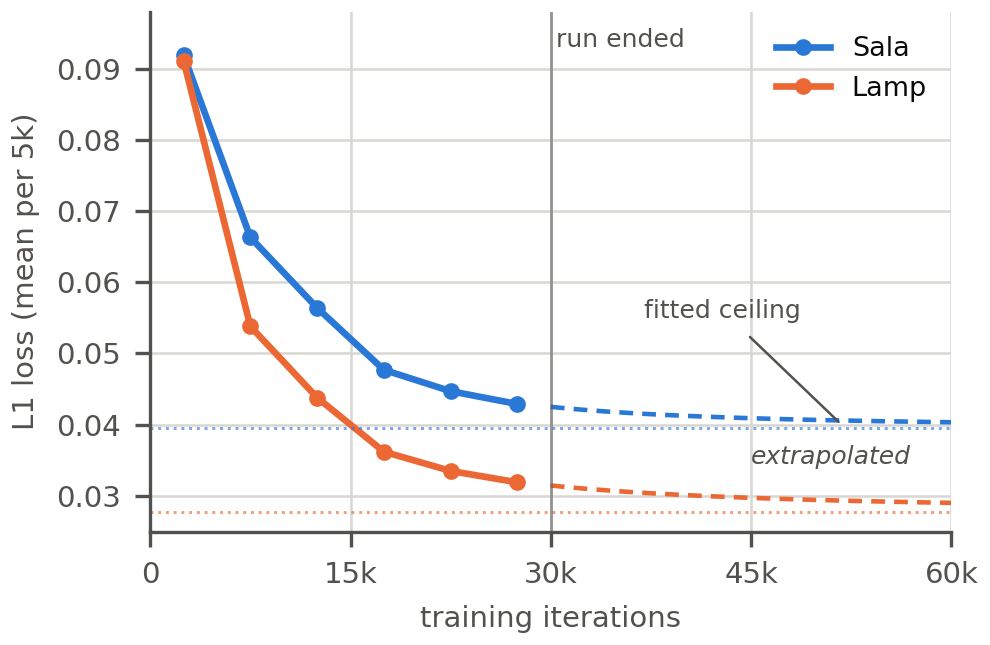 run ended
Sala
Lamp
0.09
0.08
0.07
0.06
0.05
0.04
0.03
L1 loss (mean per 5k)
fitted ceiling
extrapolated
0
15k
30k
45k
60k
training iterations